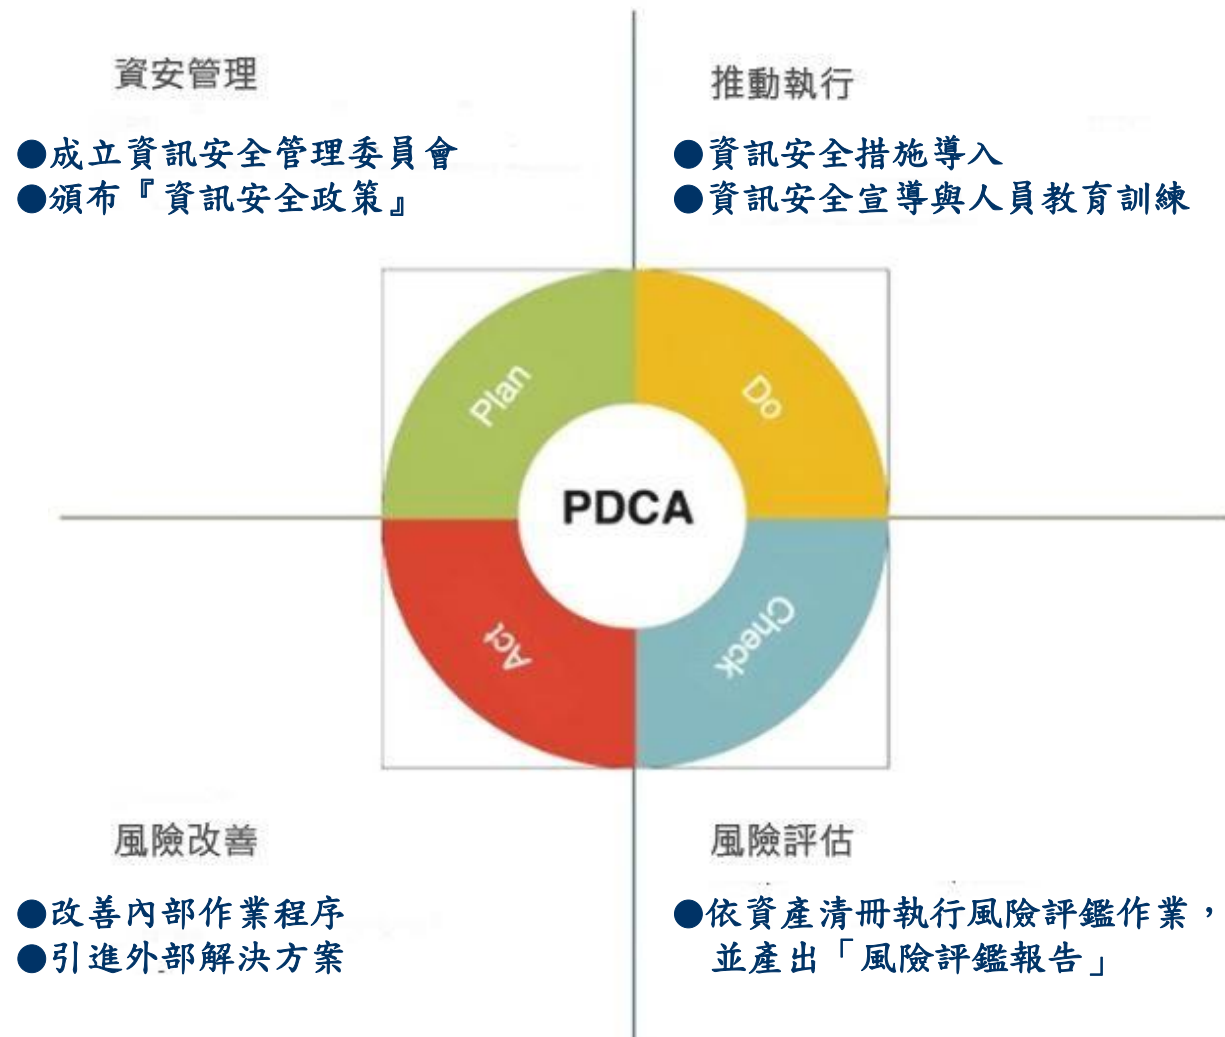 資安管理
●成立資訊安全管理委員會
●頒布『資訊安全政策』
推動執行
●資訊安全措施導入
●資訊安全宣導與人員教育訓練
Plan
Do
PDCA
Act
Check
風險改善
●改善內部作業程序
●引進外部解決方案
風險評估
●依資產清冊執行風險評鑑作業，
並產出「風險評鑑報告」